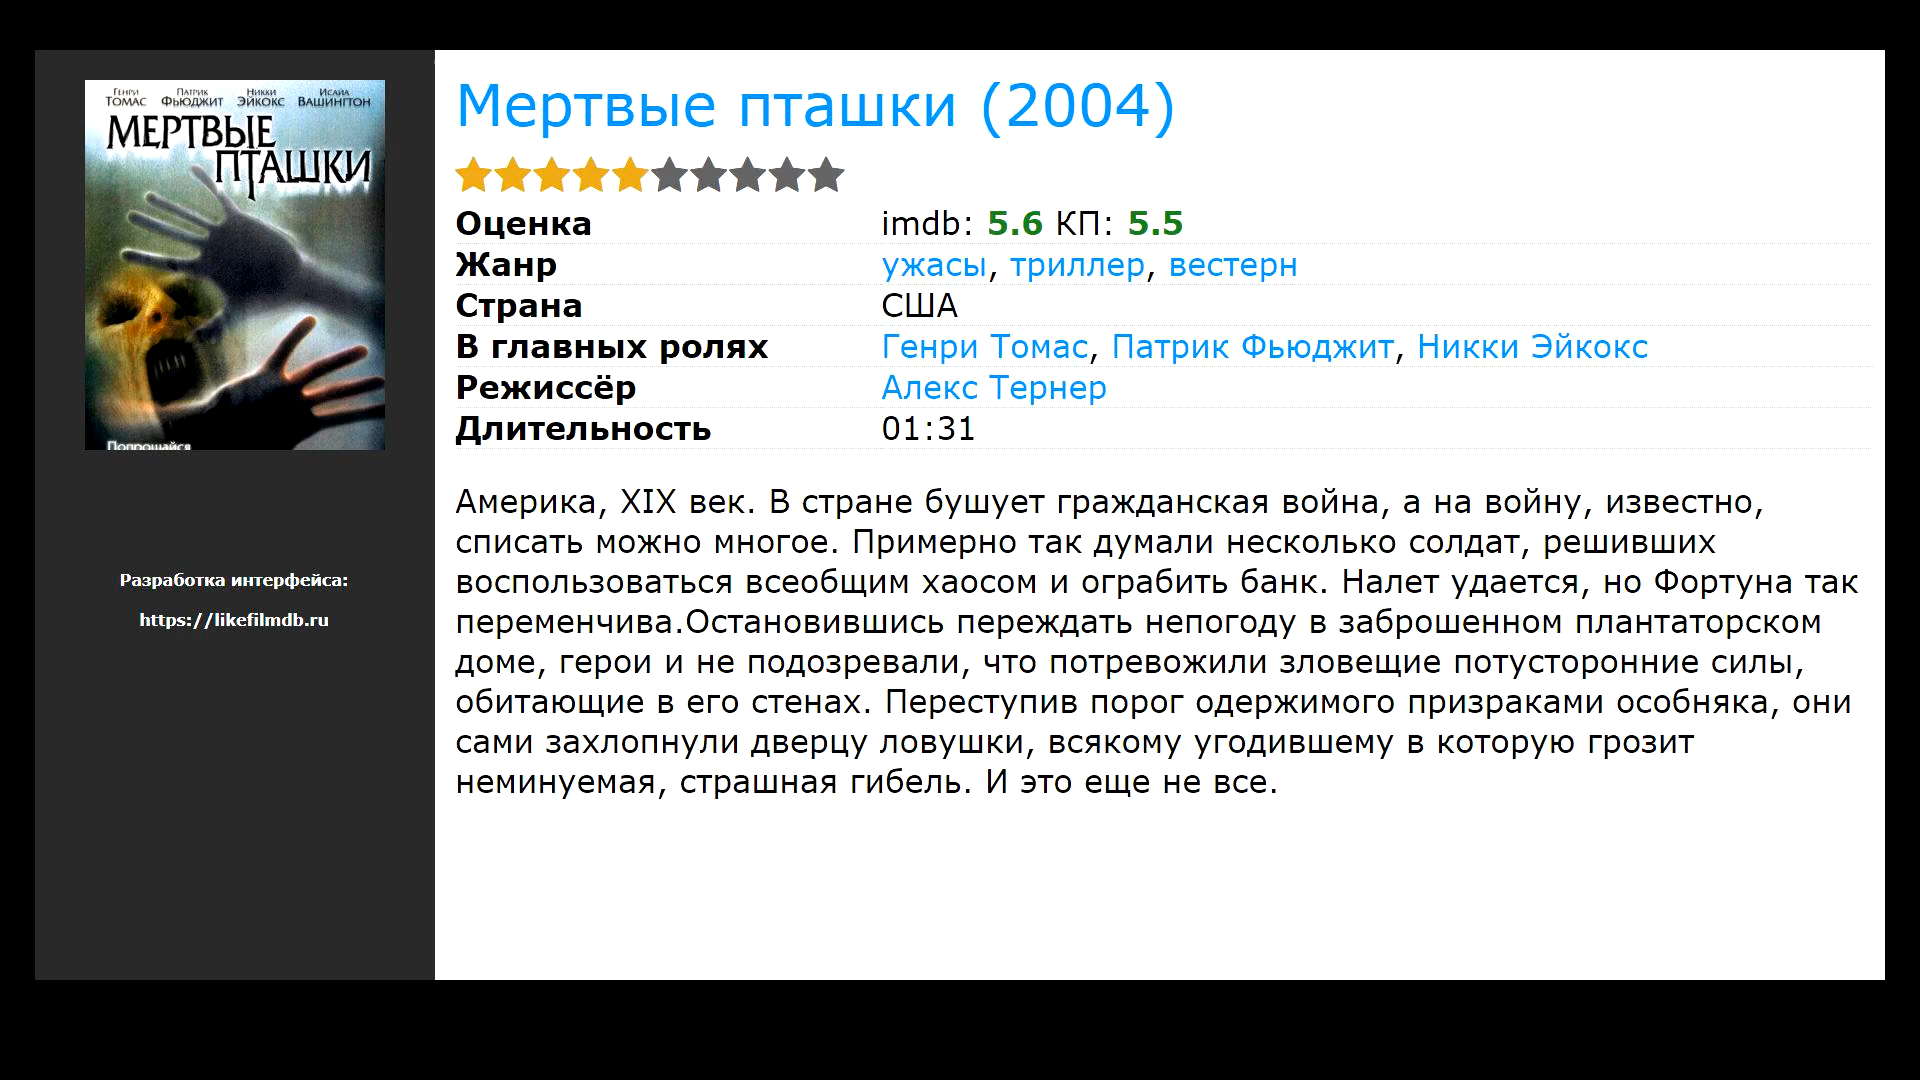 Генри Томас Патрик Фьюджит Никки Эйкокс Исайа Вашингтон
МЕРТВЫЕ
ПТАШКИ
Попрощайся
Разработка интерфейса:
https://likefilmdb.ru
Мертвые пташки (2004)
Оценка imdb: 5.6 КП: 5.5
Жанр ужасы, триллер, вестерн
Страна США
В главных ролях Генри Томас, Патрик Фьюджит, Никки Эйкокс
Режиссёр Алекс Тернер
Длительность 01:31
Америка, XIX век. В стране бушует гражданская война, а на войну, известно,
списать можно многое. Примерно так думали несколько солдат, решивших
воспользоваться всеобщим хаосом и ограбить банк. Налет удается, но Фортуна так
переменчива.Остановившись переждать непогоду в заброшенном плантаторском
доме, герои и не подозревали, что потревожили зловещие потусторонние силы,
обитающие в его стенах. Переступив порог одержимого призраками особняка, они
сами захлопнули дверцу ловушки, всякому угодившему в которую грозит
неминуемая, страшная гибель. И это еще не все.